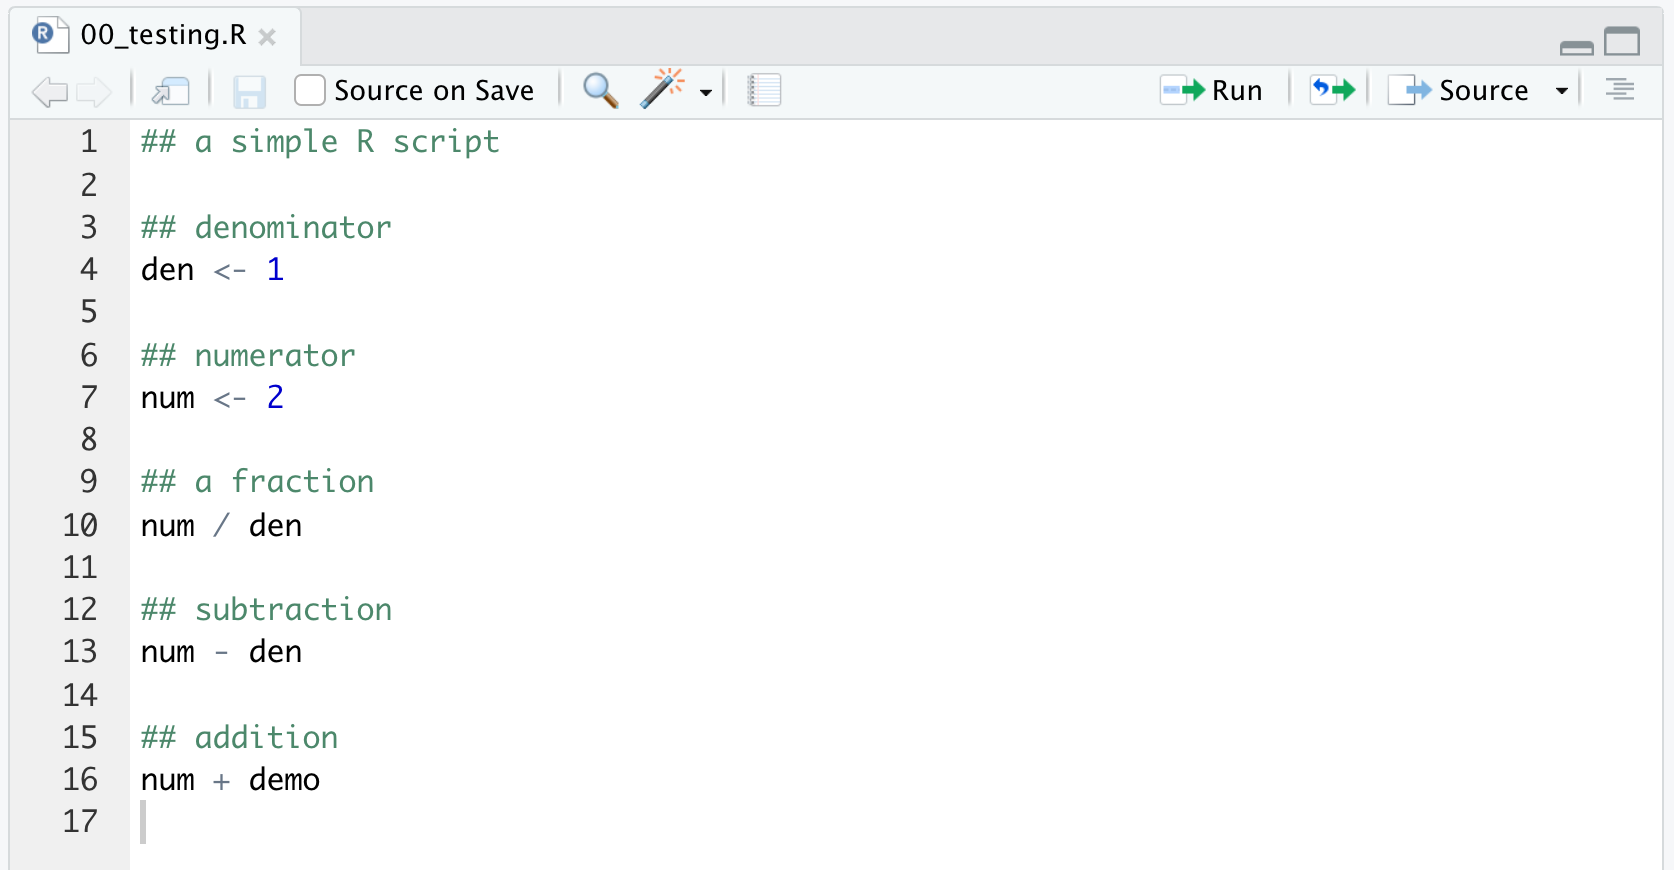 00_testing.R
Source on Save
Run
Source
1 ## a simple R script
2
3 ## denominator
4 den <- 1
5
6 ## numerator
7 num <- 2
8
9 ## a fraction
10 num / den
11
12 ## subtraction
13 num - den
14
15 ## addition
16 num + demo
17